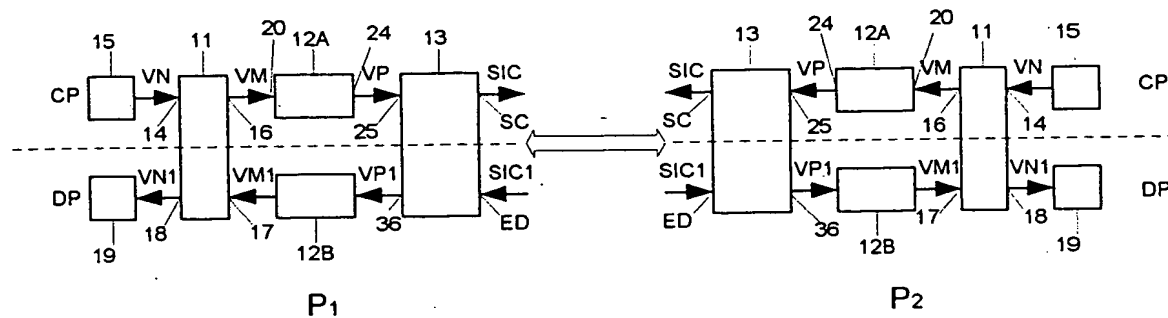 15 11 20 12A 24 13
VN VM VP SIC
CP
14 16 25 SC
VN1 VM1 VP1 SIC1
DP
18 17 36 ED
19 12B
P1
13 24 12A 20 11 15
SIC VP VM VN
CP
SC 25 16 14
SIC1 VP1 VM1 VN1
DP
ED 36 17 18
12B 19
P2